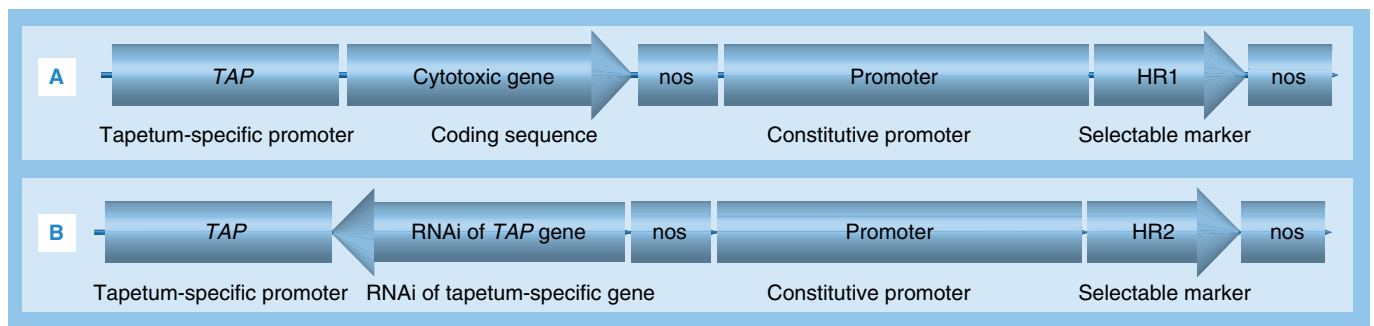 A TAP Cytotoxic gene nos Promoter HR1 nos
Tapetum-specific promoter Coding sequence Constitutive promoter Selectable marker
B TAP RNAi of TAP gene nos Promoter HR2 nos
Tapetum-specific promoter RNAi of tapetum-specific gene Constitutive promoter Selectable marker